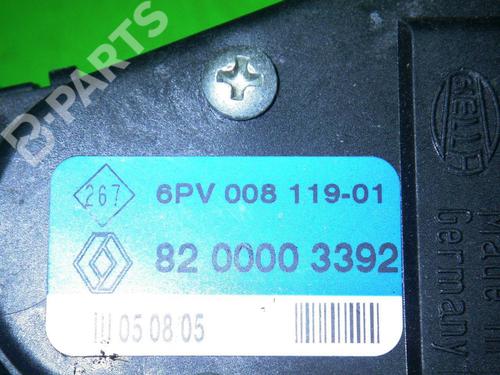 B-PARTS
267
6PV 008 119-01
82 0000 3392
05 08 05
HELLA
Made in
Germany